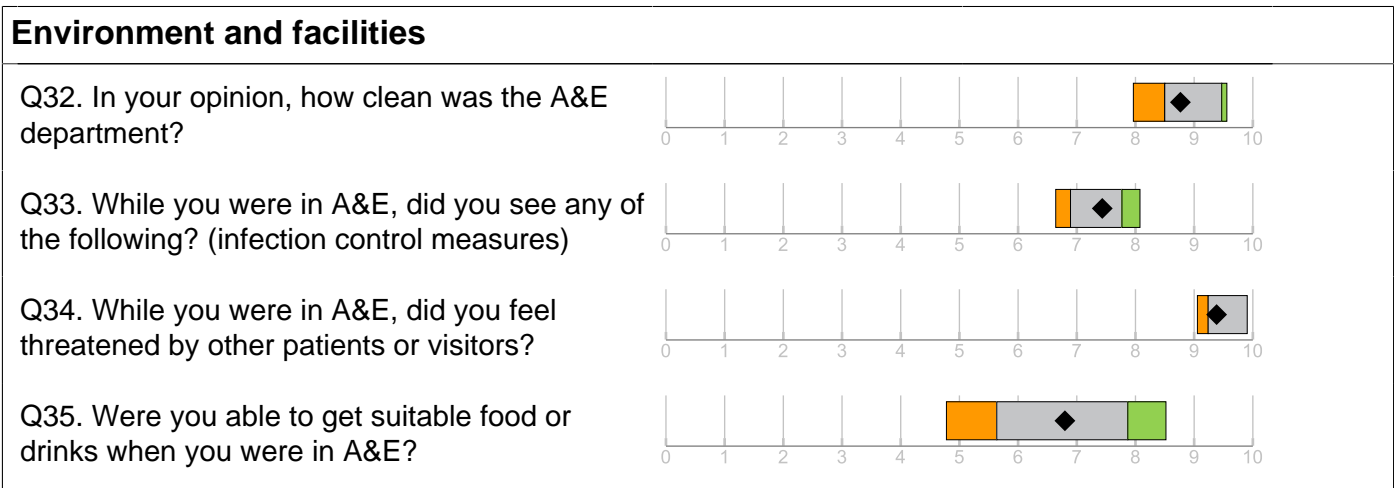 Environment and facilities
Q32. In your opinion, how clean was the A&E
department?
0 1 2 3 4 5 6 7 8 9 10
Q33. While you were in A&E, did you see any of
the following? (infection control measures)
0 1 2 3 4 5 6 7 8 9 10
Q34. While you were in A&E, did you feel
threatened by other patients or visitors?
0 1 2 3 4 5 6 7 8 9 10
Q35. Were you able to get suitable food or
drinks when you were in A&E?
0 1 2 3 4 5 6 7 8 9 10